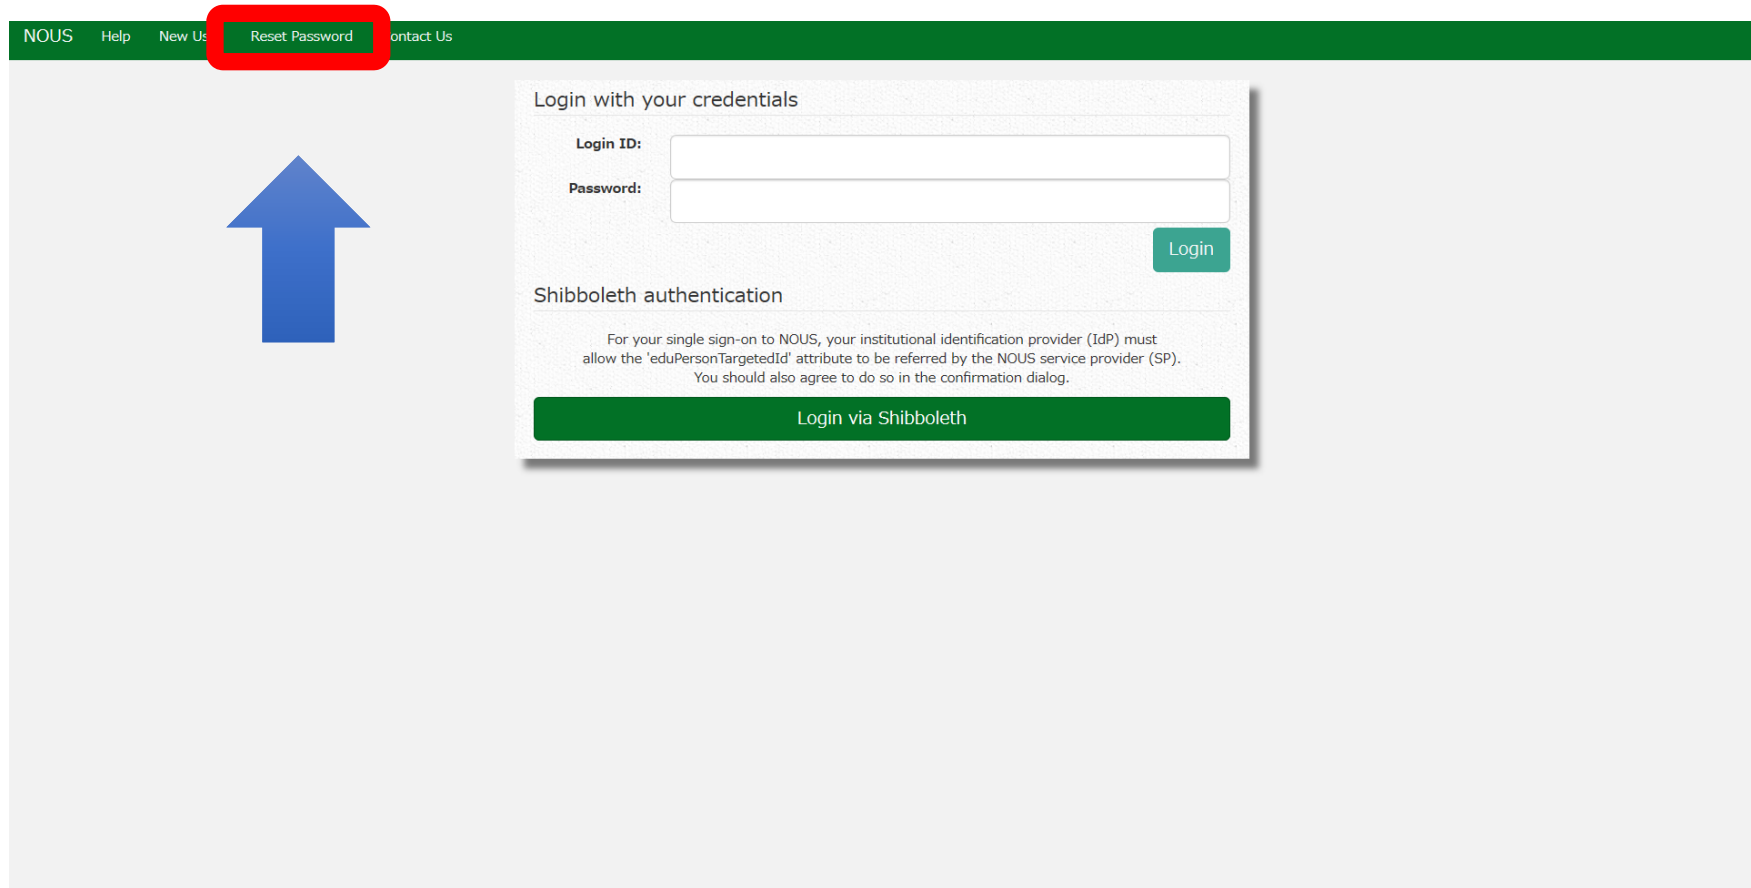 NOUS Help New Us Reset Password ontact Us
Login with your credentials
Login ID:
Password:
Login
Shibboleth authentication
For your single sign-on to NOUS, your institutional identification provider (IdP) must
allow the 'eduPersonTargetedId' attribute to be referred by the NOUS service provider (SP).
You should also agree to do so in the confirmation dialog.
Login via Shibboleth